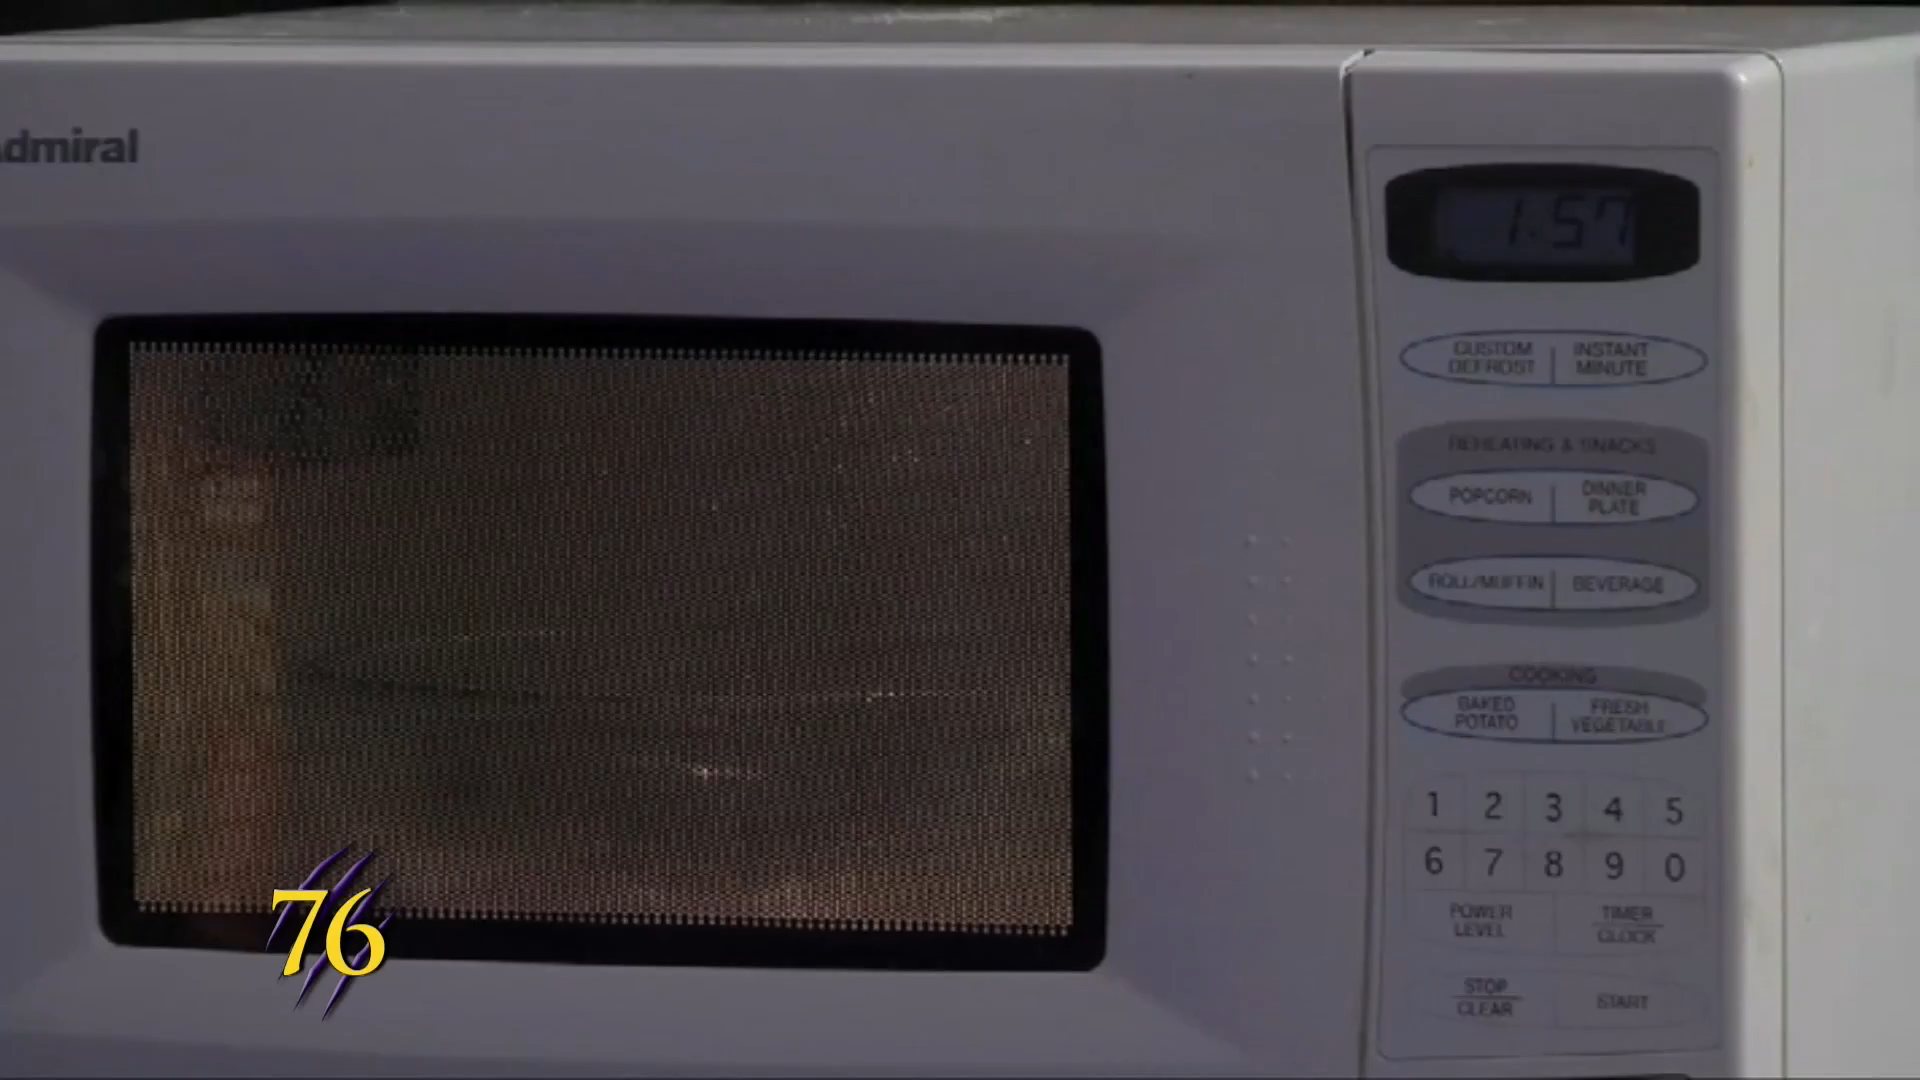 Admiral
1:57
CUSTOM DEFROST
INSTANT MINUTE
REHEATING & SNACKS
POPCORN
DINNER PLATE
ROLL/MUFFIN
BEVERAGE
COOKING
BAKED POTATO
FRESH VEGETABLE
1 2 3 4 5
6 7 8 9 0
POWER LEVEL
TIMER CLOCK
STOP CLEAR
START
76